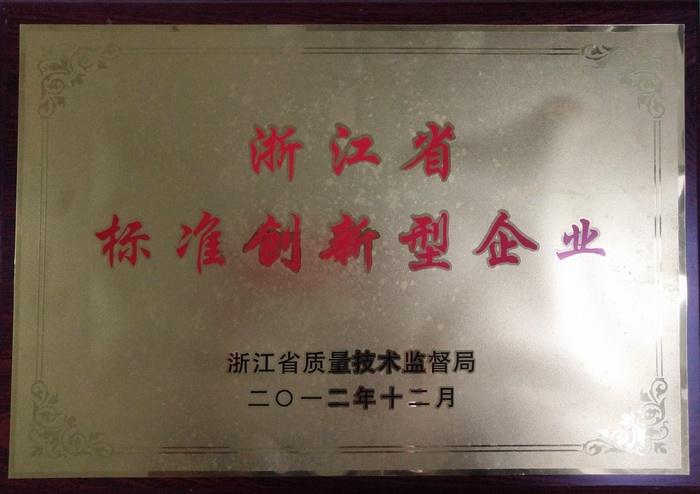 浙江省
标准创新型企业
浙江省质量技术监督局
二〇一二年十二月